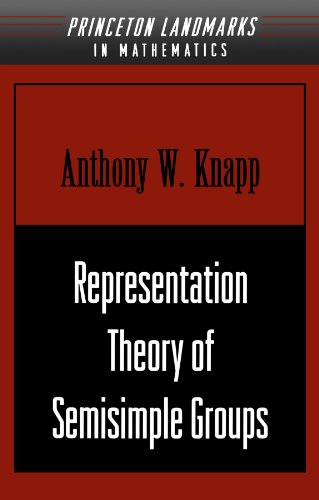 PRINCETON LANDMARKS
IN MATHEMATICS
Anthony W. Knapp
Representation
Theory of
Semisimple Groups